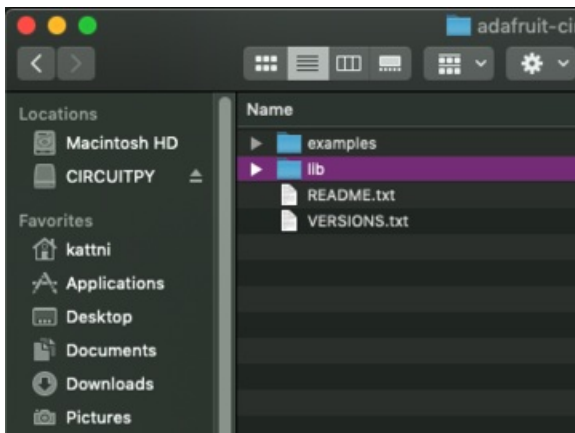 adafruit-ci
Locations
Macintosh HD
CIRCUITPY
Favorites
kattni
Applications
Desktop
Documents
Downloads
Pictures
Name
examples
lib
README.txt
VERSIONS.txt